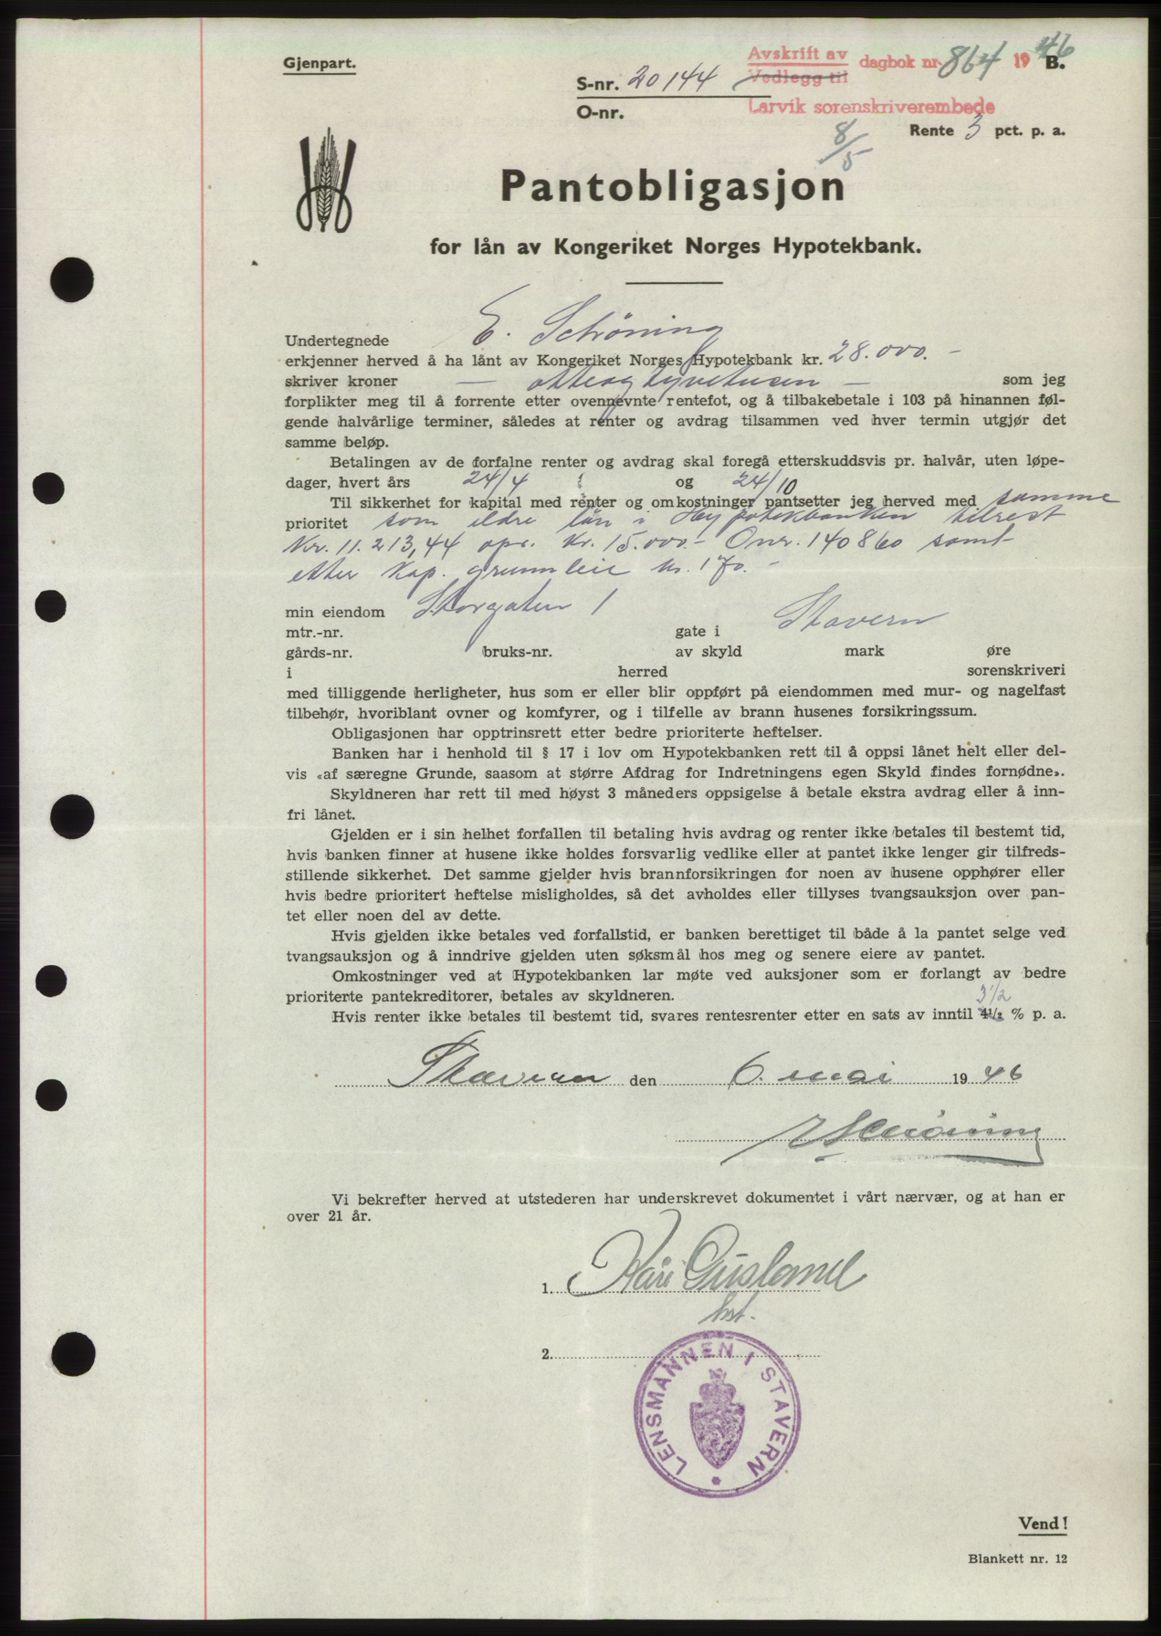 Gjenpart.
S-nr. 20144
O-nr.
Avskrift av
Vedlegg til
dagbok nr. 864 1946 B.
Larvik sorenskriverembede
8/5
Rente 3 pct. p. a.
Pantobligasjon
for lån av Kongeriket Norges Hypotekbank.
Undertegnede E. Schöning
erkjenner herved å ha lånt av Kongeriket Norges Hypotekbank kr. 28.000.–
skriver kroner — otteogtyvetusen — som jeg
forplikter meg til å forrente etter ovennevnte rentefot, og å tilbakebetale i 103 på hinannen føl-
gende halvårlige terminer, således at renter og avdrag tilsammen ved hver termin utgjør det
samme beløp.
Betalingen av de forfalne renter og avdrag skal foregå etterskuddsvis pr. halvår, uten løpe-
dager, hvert års 24/4 og 24/10
Til sikkerhet for kapital med renter og omkostninger pantsetter jeg herved med samme
prioritet som eldre lån i Hypotekbanken tilrest
Kr. 11.213,44 opr. Kr. 15.000.– Onr. 140860 samt
etter Kap. grunnleie kr. 170.–
min eiendom Storgaten 1
mtr.-nr. gate i Stavern
gårds-nr. bruks-nr. av skyld mark øre
i herred sorenskriveri
med tilliggende herligheter, hus som er eller blir oppført på eiendommen med mur- og nagelfast
tilbehør, hvoriblant ovner og komfyrer, og i tilfelle av brann husenes forsikringssum.
Obligasjonen har opptrinsrett etter bedre prioriterte heftelser.
Banken har i henhold til § 17 i lov om Hypotekbanken rett til å oppsi lånet helt eller del-
vis «af særegne Grunde, saasom at større Afdrag for Indretningens egen Skyld findes fornødne».
Skyldneren har rett til med høyst 3 måneders oppsigelse å betale ekstra avdrag eller å inn-
fri lånet.
Gjelden er i sin helhet forfallen til betaling hvis avdrag og renter ikke betales til bestemt tid,
hvis banken finner at husene ikke holdes forsvarlig vedlike eller at pantet ikke lenger gir tilfreds-
stillende sikkerhet. Det samme gjelder hvis brannforsikringen for noen av husene opphører eller
hvis bedre prioritert heftelse misligholdes, så det avholdes eller tillyses tvangsauksjon over pan-
tet eller noen del av dette.
Hvis gjelden ikke betales ved forfallstid, er banken berettiget til både å la pantet selge ved
tvangsauksjon og å inndrive gjelden uten søksmål hos meg og senere eiere av pantet.
Omkostninger ved at Hypotekbanken lar møte ved auksjoner som er forlangt av bedre
prioriterte pantekreditorer, betales av skyldneren.
3 1/2
Hvis renter ikke betales til bestemt tid, svares rentesrenter etter en sats av inntil 4½ % p. a.
Stavern den 6. mai 1946
E Schöning
Vi bekrefter herved at utstederen har underskrevet dokumentet i vårt nærvær, og at han er
over 21 år.
1. Kåre Gusland
bst.
2.
LENSMANNEN I STAVERN
Vend!
Blankett nr. 12